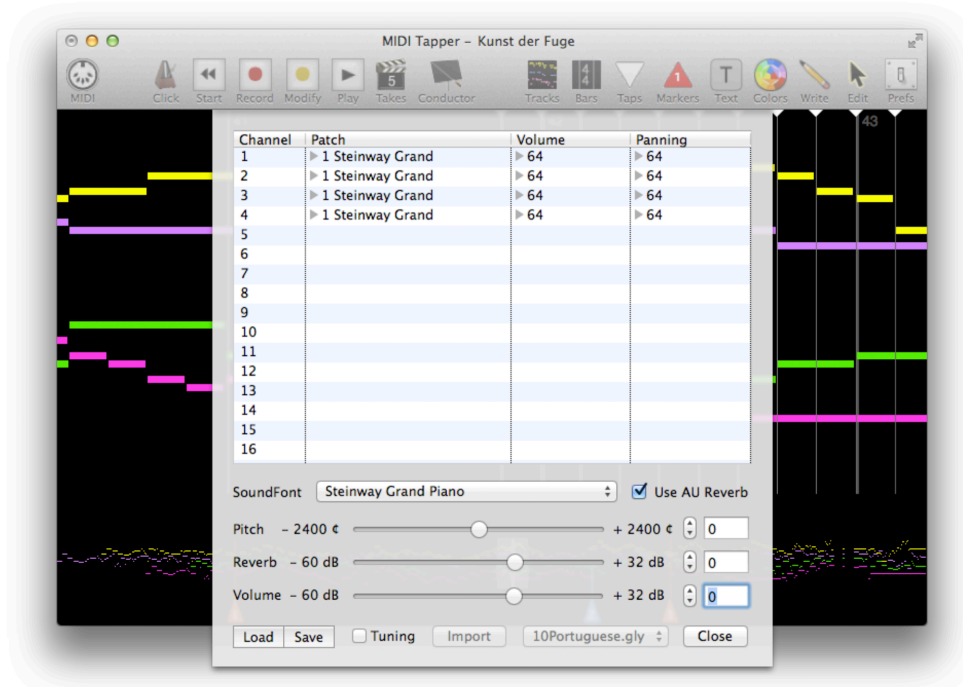 MIDI Tapper – Kunst der Fuge
5
4 4
1
T
MIDI Click Start Record Modify Play Takes Conductor Tracks Bars Taps Markers Text Colors Write Edit Prefs
43
Channel Patch Volume Panning
1 1 Steinway Grand 64 64
2 1 Steinway Grand 64 64
3 1 Steinway Grand 64 64
4 1 Steinway Grand 64 64
5
6
7
8
9
10
11
12
13
14
15
16
SoundFont Steinway Grand Piano Use AU Reverb
Pitch – 2400 ¢ + 2400 ¢ 0
Reverb – 60 dB + 32 dB 0
Volume – 60 dB + 32 dB 0
Load Save Tuning Import 10Portuguese.gly Close